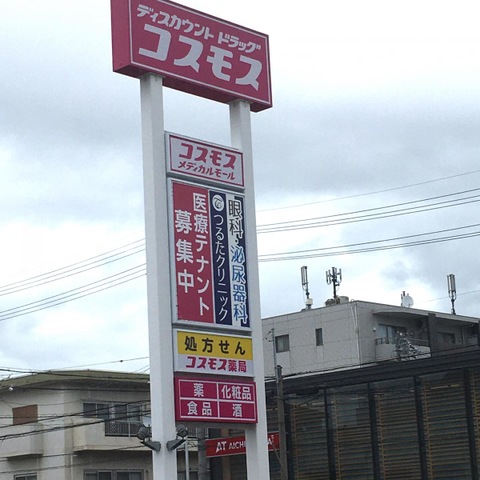 ディスカウント ドラッグ
コスモス
コスモス
メディカルモール
医療テナント
募集中
つるたクリニック
眼科・泌尿器科
処方せん
コスモス薬局
薬 化粧品
食品 酒